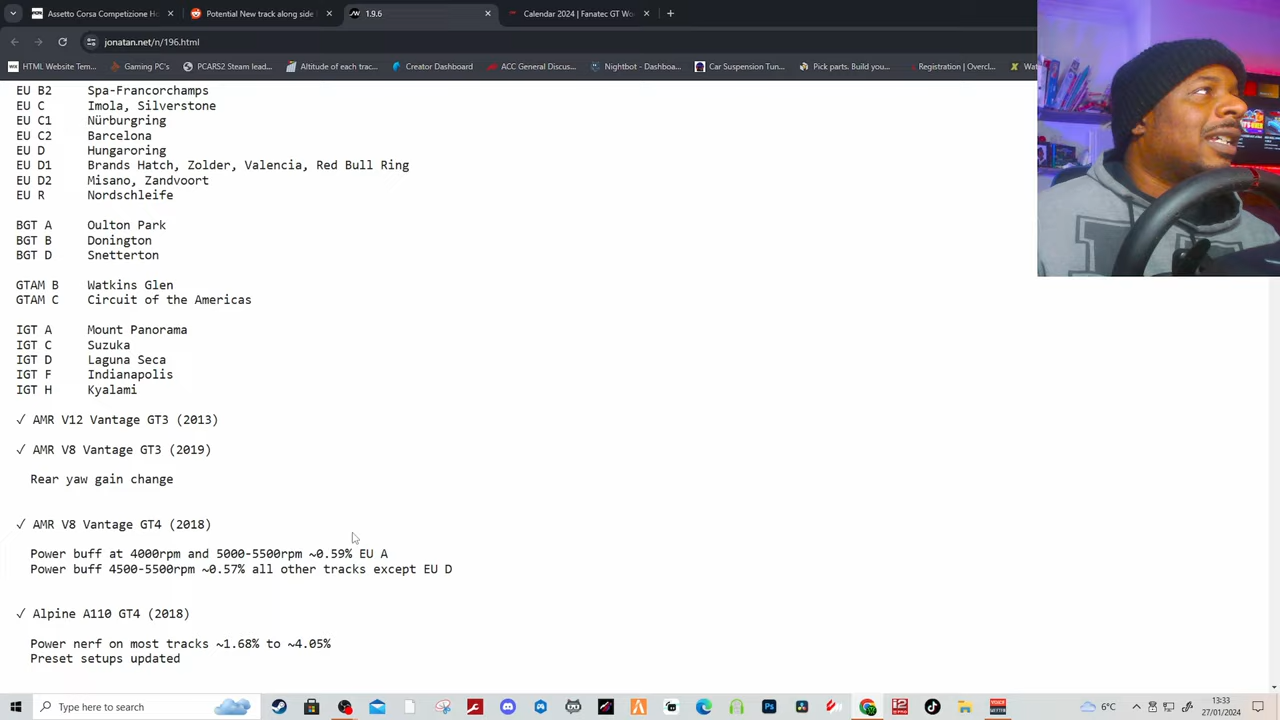 Assetto Corsa Competizione Ho
Potential New track along side
1.9.6
Calendar 2024 | Fanatec GT Wo
jonatan.net/n/196.html
HTML Website Tem...
Gaming PC's
PCARS2 Steam lead...
Altitude of each trac...
Creator Dashboard
ACC General Discus...
Nightbot - Dashboa...
Car Suspension Tun...
Pick parts. Build you...
Registration | Overcl...
EU B2 Spa-Francorchamps
EU C Imola, Silverstone
EU C1 Nürburgring
EU C2 Barcelona
EU D Hungaroring
EU D1 Brands Hatch, Zolder, Valencia, Red Bull Ring
EU D2 Misano, Zandvoort
EU R Nordschleife
BGT A Oulton Park
BGT B Donington
BGT D Snetterton
GTAM B Watkins Glen
GTAM C Circuit of the Americas
IGT A Mount Panorama
IGT C Suzuka
IGT D Laguna Seca
IGT F Indianapolis
IGT H Kyalami
✓ AMR V12 Vantage GT3 (2013)
✓ AMR V8 Vantage GT3 (2019)
Rear yaw gain change
✓ AMR V8 Vantage GT4 (2018)
Power buff at 4000rpm and 5000-5500rpm ~0.59% EU A
Power buff 4500-5500rpm ~0.57% all other tracks except EU D
✓ Alpine A110 GT4 (2018)
Power nerf on most tracks ~1.68% to ~4.05%
Preset setups updated
Type here to search
6°C
13:33
27/01/2024